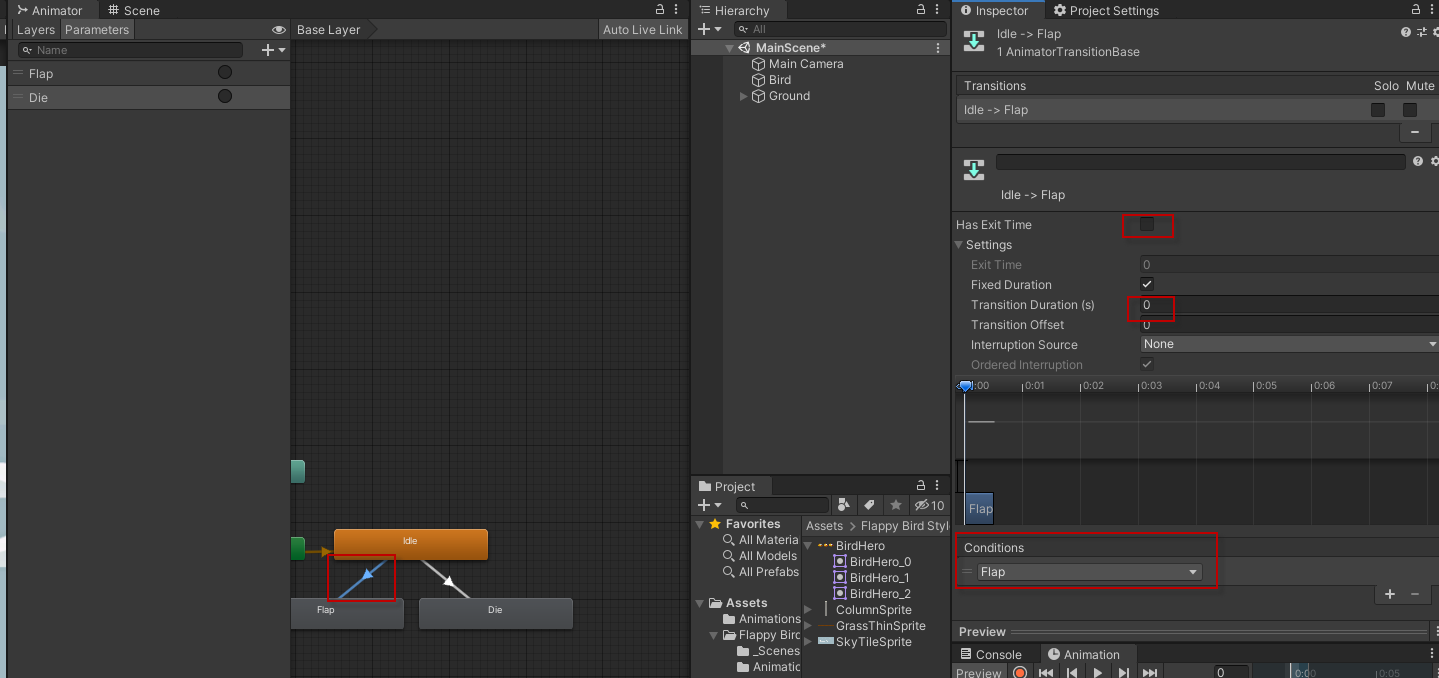 Animator
Scene
Layers
Parameters
Base Layer
Auto Live Link
Name
Flap
Die
Idle
Flap
Die
Hierarchy
All
MainScene*
Main Camera
Bird
Ground
Project
10
Favorites
All Materia
All Models
All Prefabs
Assets
Animations
Flappy Bird
_Scenes
Animatic
Assets > Flappy Bird Styl
BirdHero
BirdHero_0
BirdHero_1
BirdHero_2
ColumnSprite
GrassThinSprite
SkyTileSprite
Inspector
Project Settings
Idle -> Flap
1 AnimatorTransitionBase
Transitions
Solo Mute
Idle -> Flap
Idle -> Flap
Has Exit Time
Settings
Exit Time 0
Fixed Duration
Transition Duration (s) 0
Transition Offset 0
Interruption Source None
Ordered Interruption
:00 0:01 0:02 0:03 0:04 0:05 0:06 0:07 0:
Flap
Conditions
Flap
Preview
Console
Animation
Preview
0
0:00
0:05